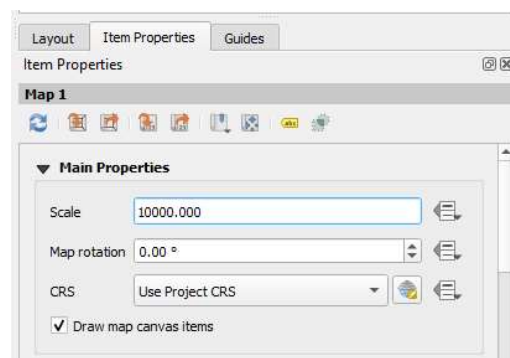 Layout Item Properties Guides
Item Properties
Map 1
abc
Main Properties
Scale 10000.000
Map rotation 0.00 °
CRS Use Project CRS
Draw map canvas items